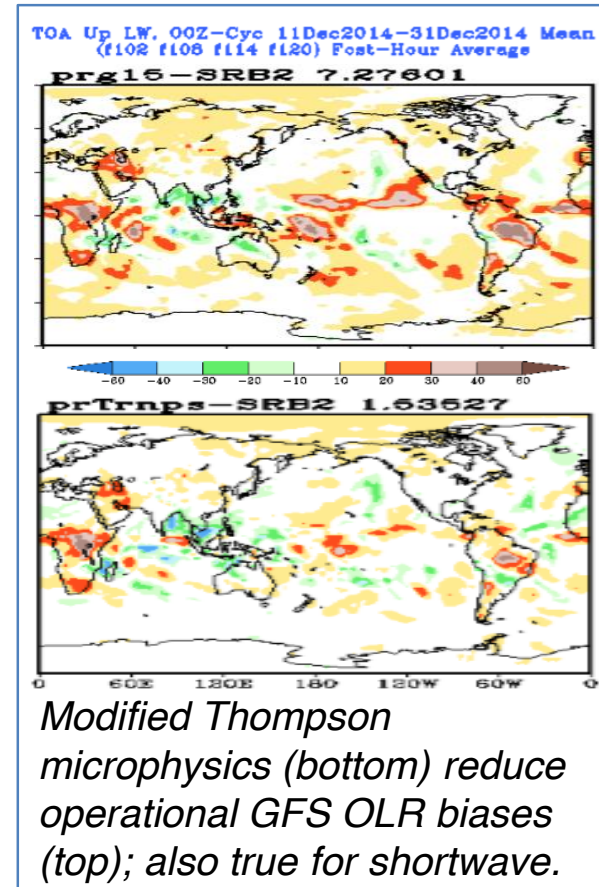 TOA Up LW, 00Z-Cyc 11Dec2014-31Dec2014 Mean
(f102 f108 f114 f120) Fcst-Hour Average
prg15-SRB2 7.27601
-60 -40 -30 -20 -10 10 20 30 40 60
prTrnps-SRB2 1.53527
0 60E 120E 180 120W 60W 0
Modified Thompson
microphysics (bottom) reduce
operational GFS OLR biases
(top); also true for shortwave.